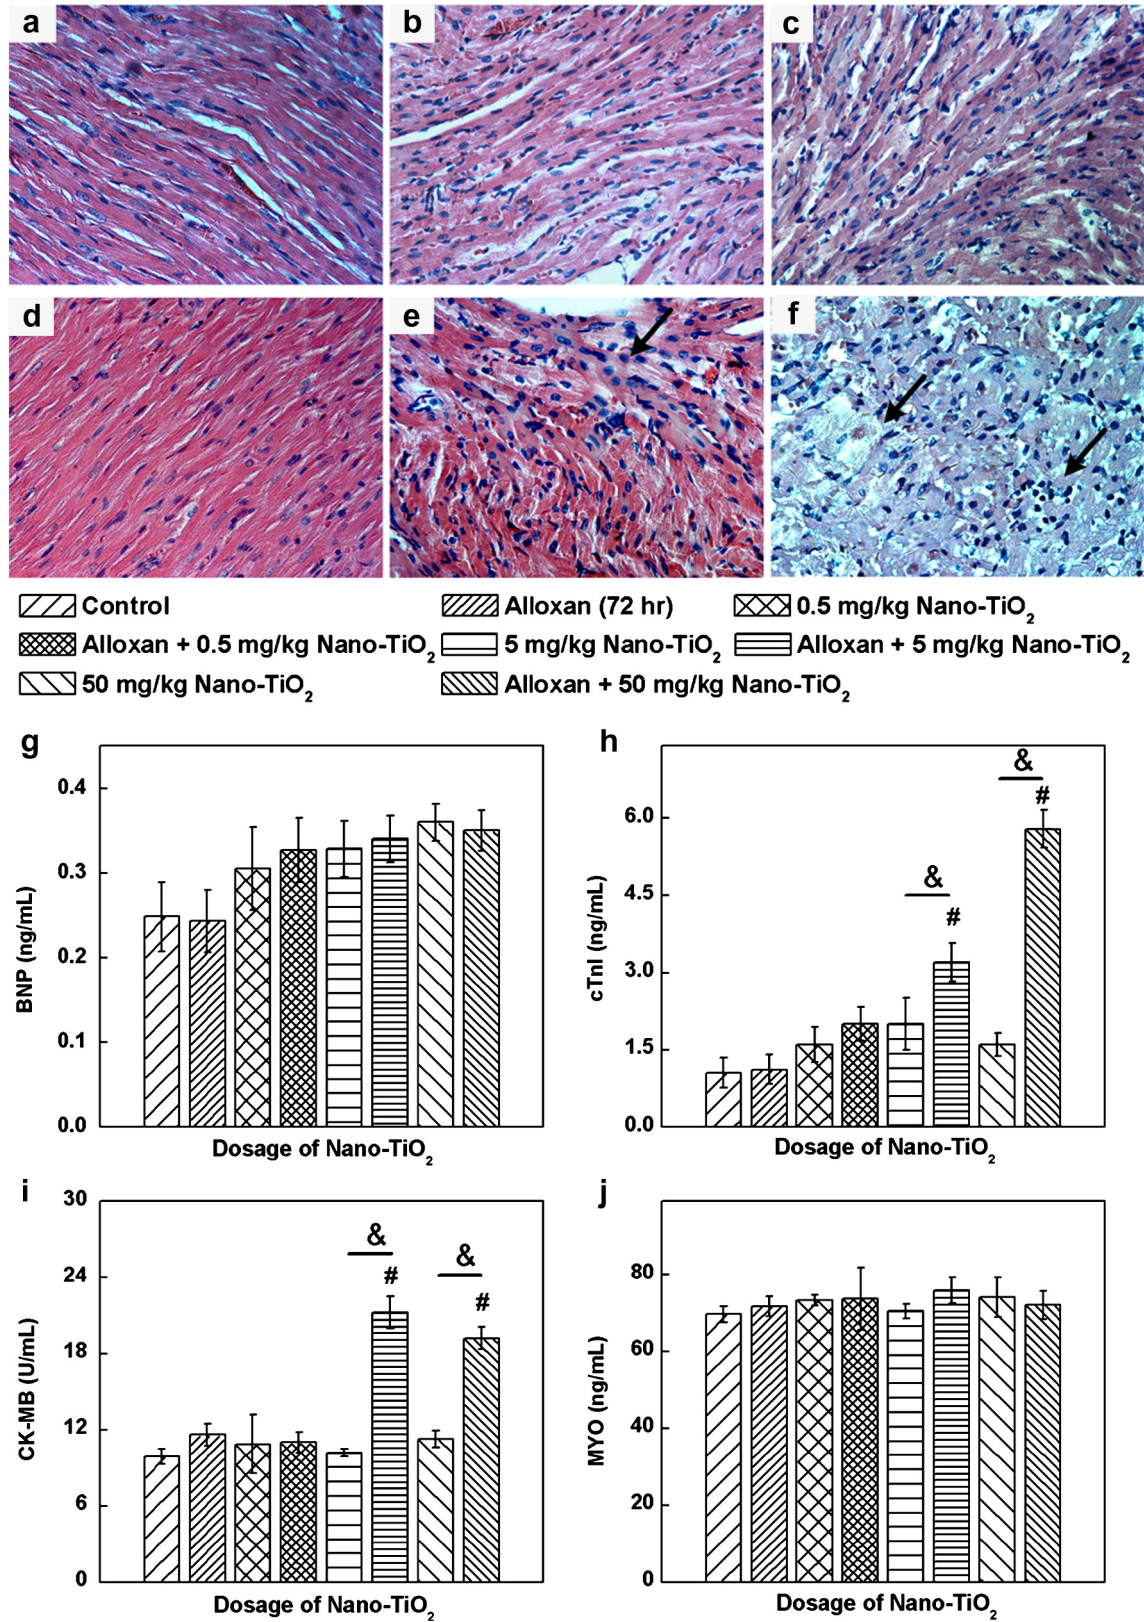 a b c
d e f
Control Alloxan (72 hr) 0.5 mg/kg Nano-TiO₂
Alloxan + 0.5 mg/kg Nano-TiO₂ 5 mg/kg Nano-TiO₂ Alloxan + 5 mg/kg Nano-TiO₂
50 mg/kg Nano-TiO₂ Alloxan + 50 mg/kg Nano-TiO₂
g
BNP (ng/mL)
0.4
0.3
0.2
0.1
0.0
Dosage of Nano-TiO₂
h
cTnI (ng/mL)
6.0
4.5
3.0
1.5
0.0
&
#
&
#
Dosage of Nano-TiO₂
i
CK-MB (U/mL)
30
24
18
12
6
0
&
#
&
#
Dosage of Nano-TiO₂
j
MYO (ng/mL)
80
60
40
20
0
Dosage of Nano-TiO₂